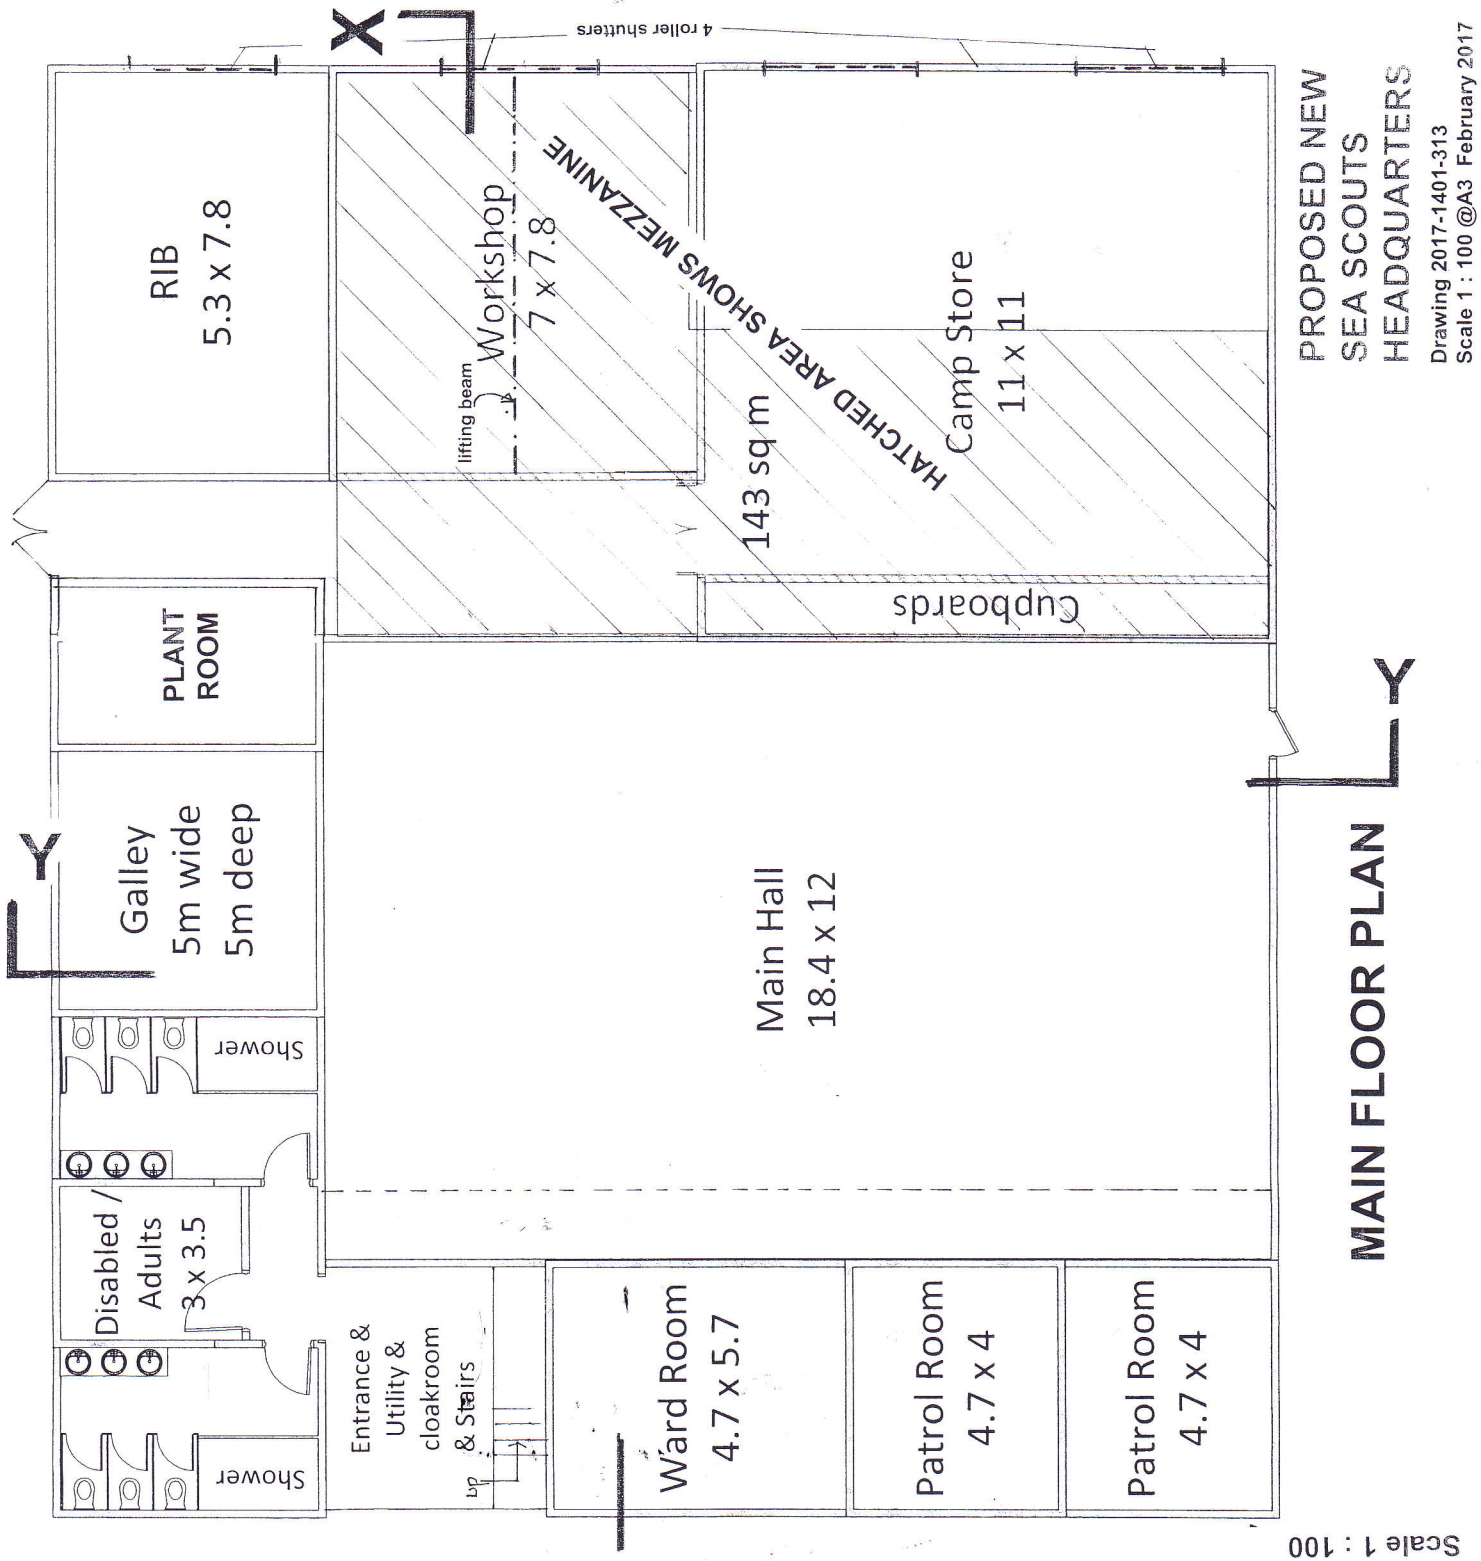 4 roller shutters
X
RIB
5.3 x 7.8
lifting beam
Workshop
7 x 7.8
HATCHED AREA SHOWS MEZZANINE
143 sq m
Camp Store
11 x 11
Cupboards
PLANT
ROOM
Y
Galley
5m wide
5m deep
Shower
Main Hall
18.4 x 12
Y
Disabled /
Adults
3 x 3.5
Shower
Entrance &
Utility &
cloakroom
& Stairs
up
Ward Room
4.7 x 5.7
Patrol Room
4.7 x 4
Patrol Room
4.7 x 4
MAIN FLOOR PLAN
Scale 1 : 100
PROPOSED NEW
SEA SCOUTS
HEADQUARTERS
Drawing 2017-1401-313
Scale 1 : 100 @A3 February 2017